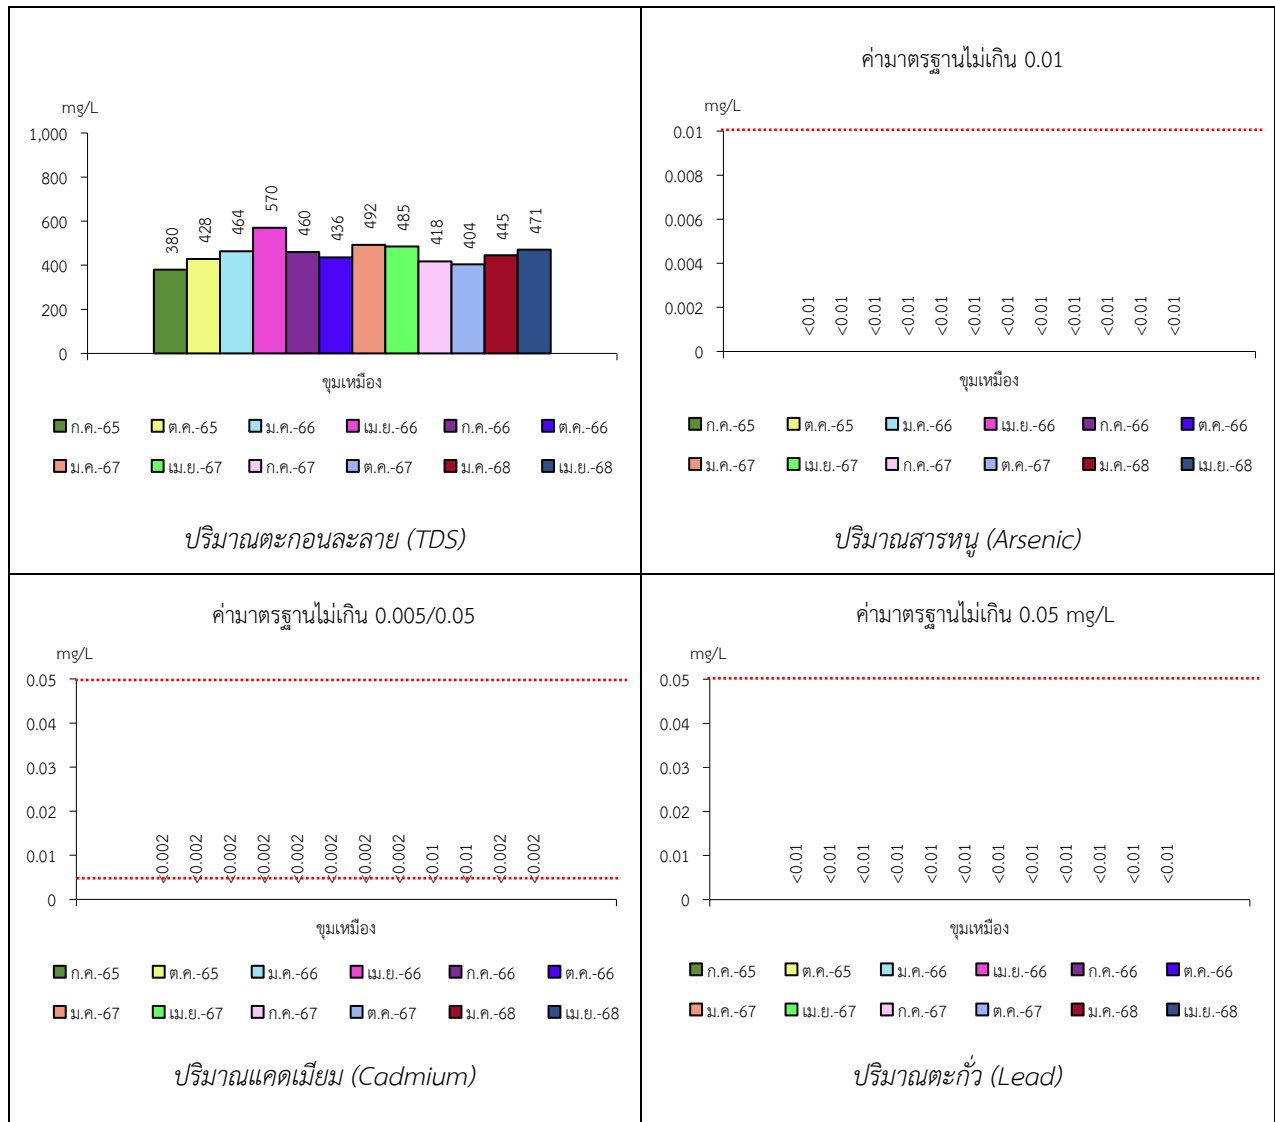 mg/L
1,000
800
600
400
200
0
380 428 464 570 460 436 492 485 418 404 445 471
ขุมเหมือง
ก.ค.-65 ต.ค.-65 ม.ค.-66 เม.ย.-66 ก.ค.-66 ต.ค.-66
ม.ค.-67 เม.ย.-67 ก.ค.-67 ต.ค.-67 ม.ค.-68 เม.ย.-68
ปริมาณตะกอนละลาย (TDS)
ค่ามาตรฐานไม่เกิน 0.01
mg/L
0.01
0.008
0.006
0.004
0.002
0
<0.01 <0.01 <0.01 <0.01 <0.01 <0.01 <0.01 <0.01 <0.01 <0.01 <0.01 <0.01
ขุมเหมือง
ก.ค.-65 ต.ค.-65 ม.ค.-66 เม.ย.-66 ก.ค.-66 ต.ค.-66
ม.ค.-67 เม.ย.-67 ก.ค.-67 ต.ค.-67 ม.ค.-68 เม.ย.-68
ปริมาณสารหนู (Arsenic)
ค่ามาตรฐานไม่เกิน 0.005/0.05
mg/L
0.05
0.04
0.03
0.02
0.01
0
<0.002 <0.002 <0.002 <0.002 <0.002 <0.002 <0.002 <0.002 <0.01 <0.01 <0.002 <0.002
ขุมเหมือง
ก.ค.-65 ต.ค.-65 ม.ค.-66 เม.ย.-66 ก.ค.-66 ต.ค.-66
ม.ค.-67 เม.ย.-67 ก.ค.-67 ต.ค.-67 ม.ค.-68 เม.ย.-68
ปริมาณแคดเมียม (Cadmium)
ค่ามาตรฐานไม่เกิน 0.05 mg/L
mg/L
0.05
0.04
0.03
0.02
0.01
0
<0.01 <0.01 <0.01 <0.01 <0.01 <0.01 <0.01 <0.01 <0.01 <0.01 <0.01 <0.01
ขุมเหมือง
ก.ค.-65 ต.ค.-65 ม.ค.-66 เม.ย.-66 ก.ค.-66 ต.ค.-66
ม.ค.-67 เม.ย.-67 ก.ค.-67 ต.ค.-67 ม.ค.-68 เม.ย.-68
ปริมาณตะกั่ว (Lead)